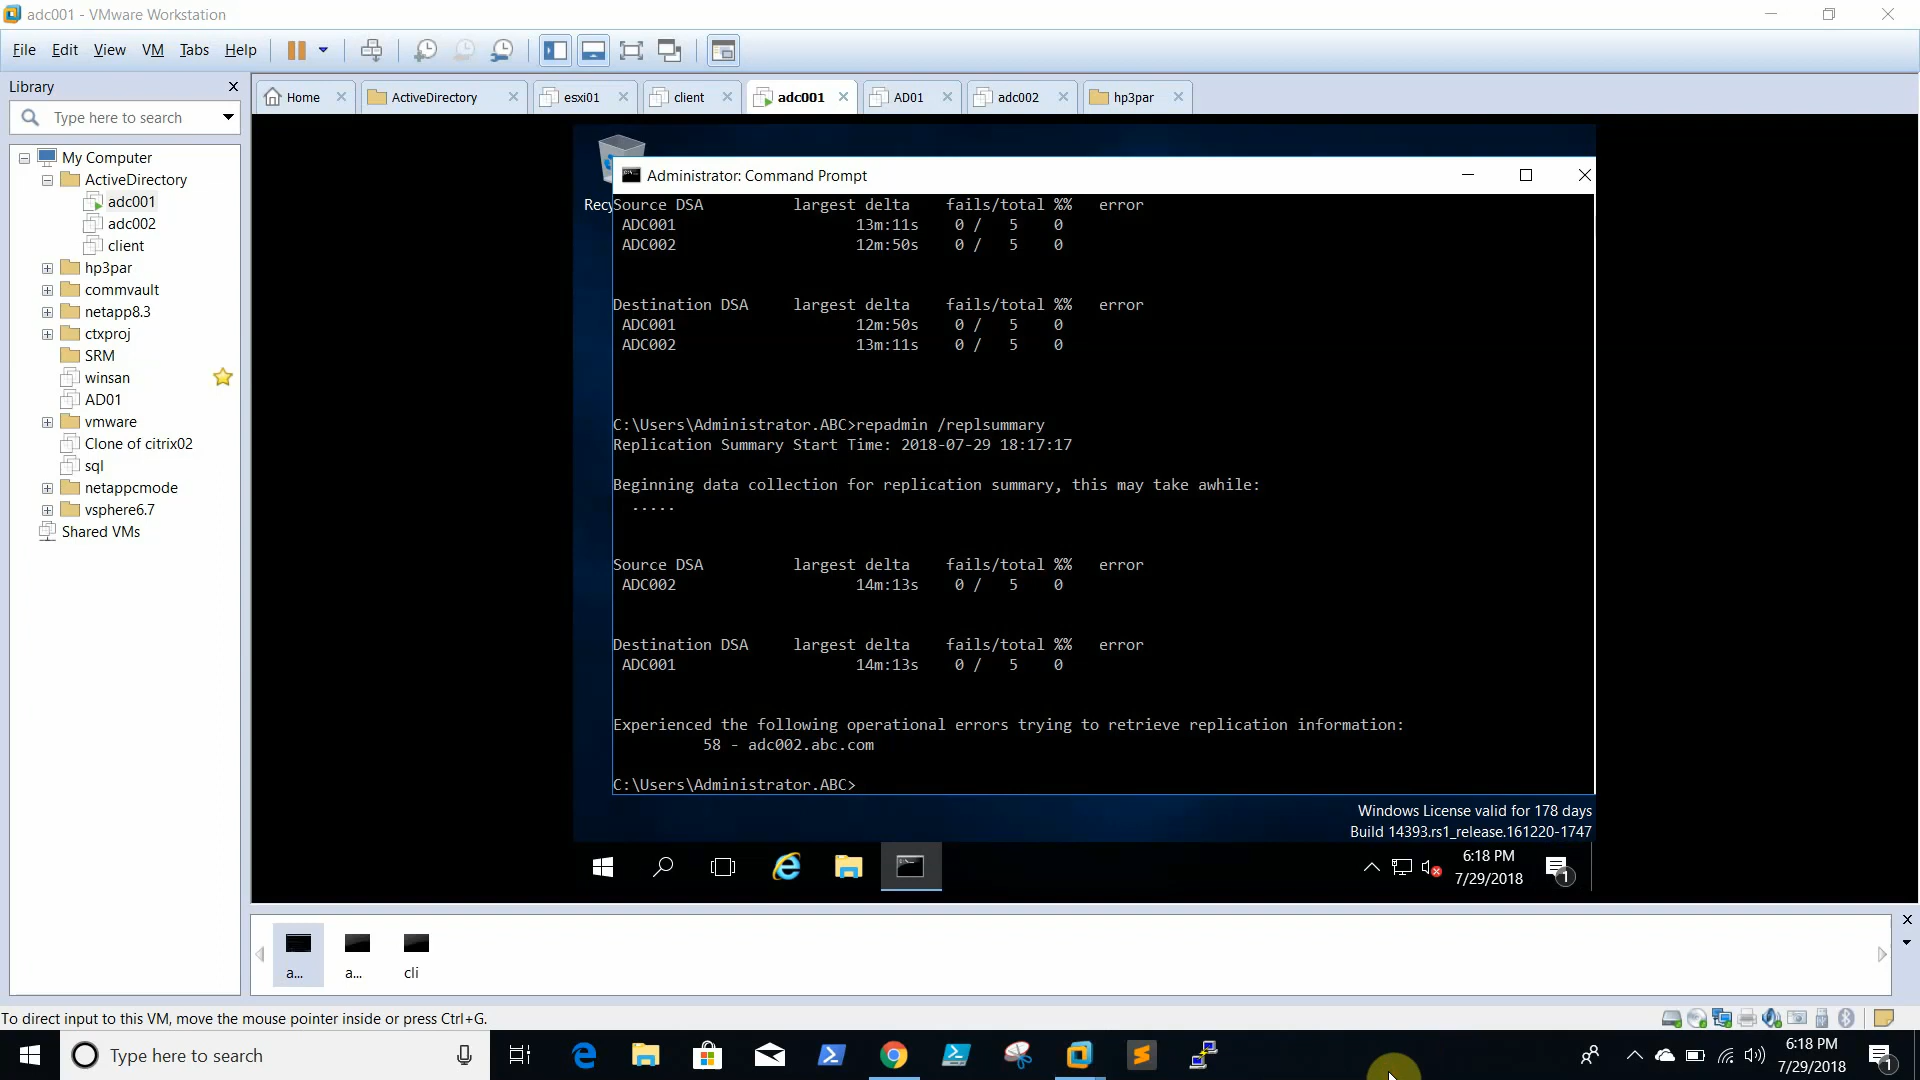 adc001 - VMware Workstation
File Edit View VM Tabs Help
Library
Type here to search
Home
ActiveDirectory
esxi01
client
adc001
AD01
adc002
hp3par
My Computer
ActiveDirectory
adc001
adc002
client
hp3par
commvault
netapp8.3
ctxproj
SRM
winsan
AD01
vmware
Clone of citrix02
sql
netappcmode
vsphere6.7
Shared VMs
Recy
Administrator: Command Prompt
Source DSA largest delta fails/total %% error
ADC001 13m:11s 0 / 5 0
ADC002 12m:50s 0 / 5 0
Destination DSA largest delta fails/total %% error
ADC001 12m:50s 0 / 5 0
ADC002 13m:11s 0 / 5 0
C:\Users\Administrator.ABC>repadmin /replsummary
Replication Summary Start Time: 2018-07-29 18:17:17
Beginning data collection for replication summary, this may take awhile:
.....
Source DSA largest delta fails/total %% error
ADC002 14m:13s 0 / 5 0
Destination DSA largest delta fails/total %% error
ADC001 14m:13s 0 / 5 0
Experienced the following operational errors trying to retrieve replication information:
58 - adc002.abc.com
C:\Users\Administrator.ABC>
Windows License valid for 178 days
Build 14393.rs1_release.161220-1747
6:18 PM
7/29/2018
1
a...
a...
cli
To direct input to this VM, move the mouse pointer inside or press Ctrl+G.
Type here to search
6:18 PM
7/29/2018
1